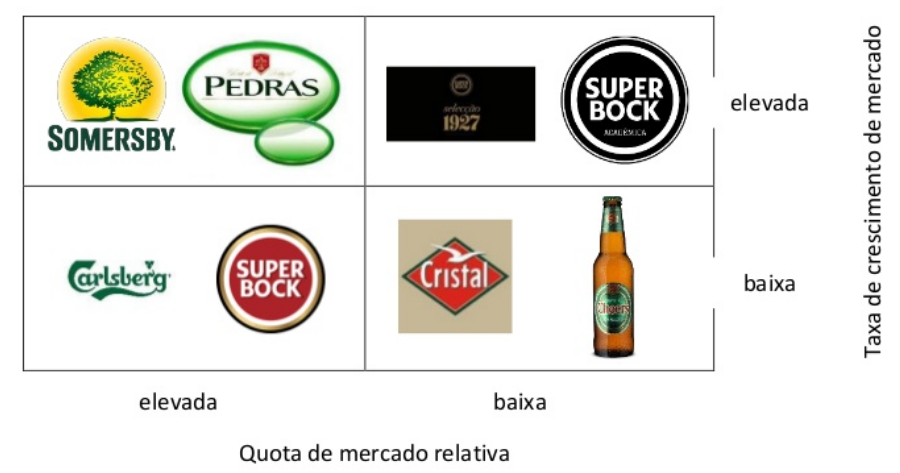 SOMERSBY.
PEDRAS
selecção
1927
SUPER
BOCK
ACADÉMICA
elevada
Carlsberg
SUPER
BOCK
Cristal
baixa
elevada
baixa
Quota de mercado relativa
Taxa de crescimento de mercado